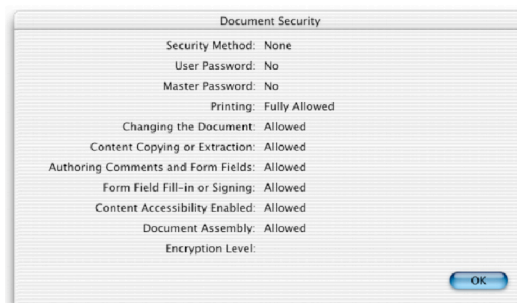 Document Security
Security Method: None
User Password: No
Master Password: No
Printing: Fully Allowed
Changing the Document: Allowed
Content Copying or Extraction: Allowed
Authoring Comments and Form Fields: Allowed
Form Field Fill-in or Signing: Allowed
Content Accessibility Enabled: Allowed
Document Assembly: Allowed
Encryption Level:
OK